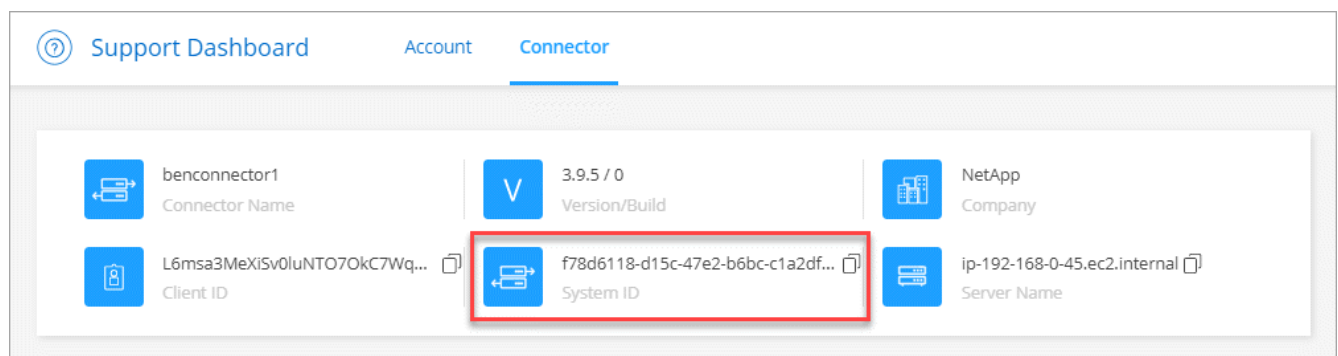 Support Dashboard Account Connector
benconnector1 3.9.5 / 0 NetApp
Connector Name Version/Build Company
L6msa3MeXiSv0luNTO7OkC7Wq... f78d6118-d15c-47e2-b6bc-c1a2df... ip-192-168-0-45.ec2.internal
Client ID System ID Server Name